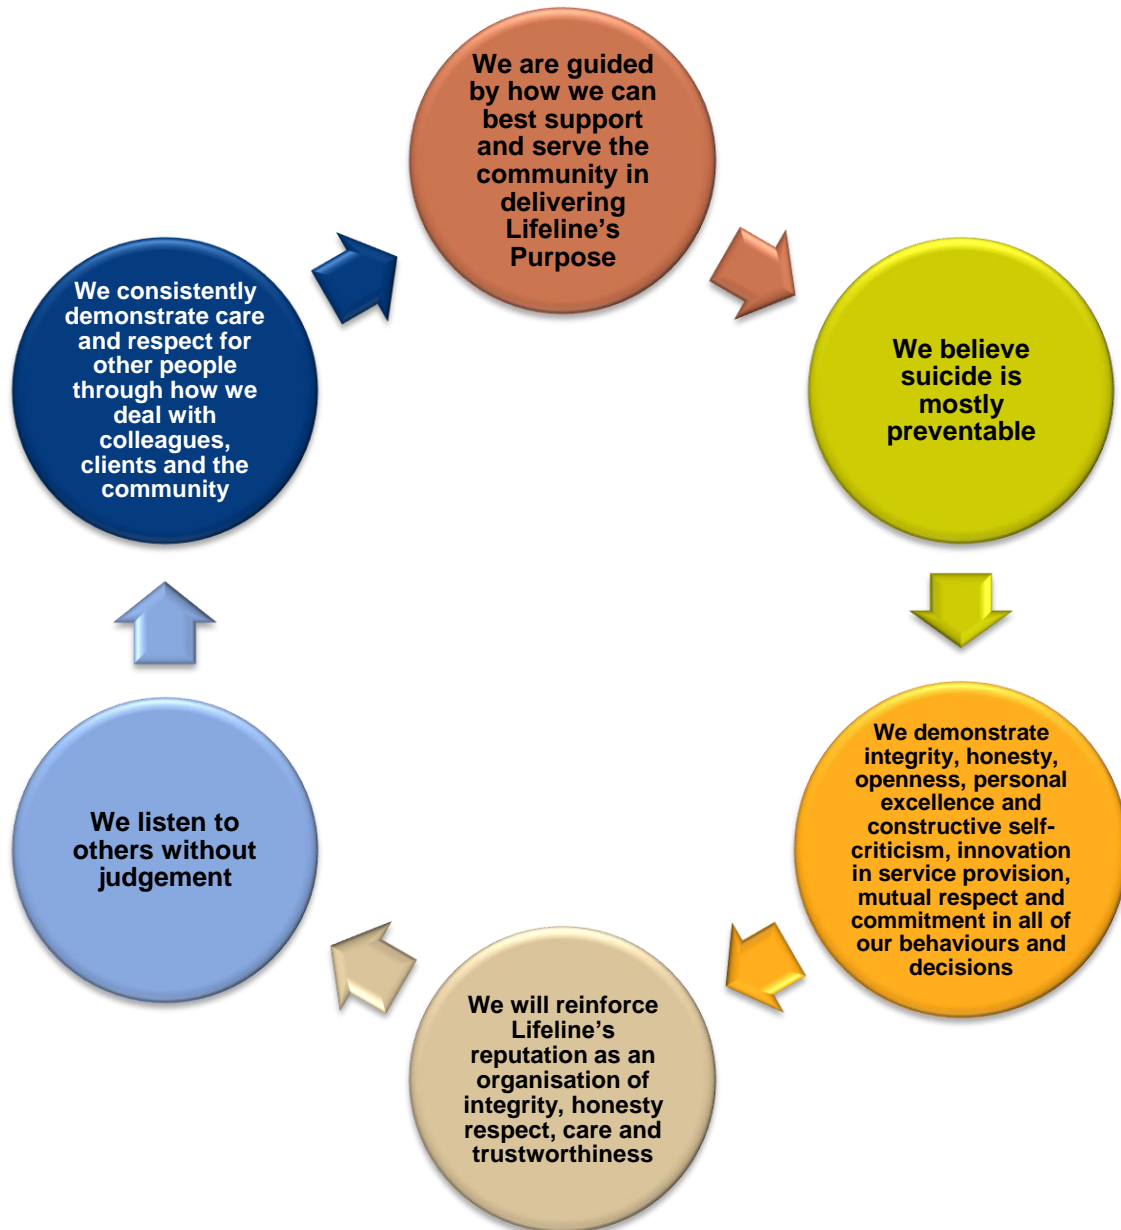 We are guided
by how we can
best support
and serve the
community in
delivering
Lifeline’s
Purpose
We believe
suicide is
mostly
preventable
We demonstrate
integrity, honesty,
openness, personal
excellence and
constructive self-
criticism, innovation
in service provision,
mutual respect and
commitment in all of
our behaviours and
decisions
We will reinforce
Lifeline’s
reputation as an
organisation of
integrity, honesty
respect, care and
trustworthiness
We listen to
others without
judgement
We consistently
demonstrate care
and respect for
other people
through how we
deal with
colleagues,
clients and the
community